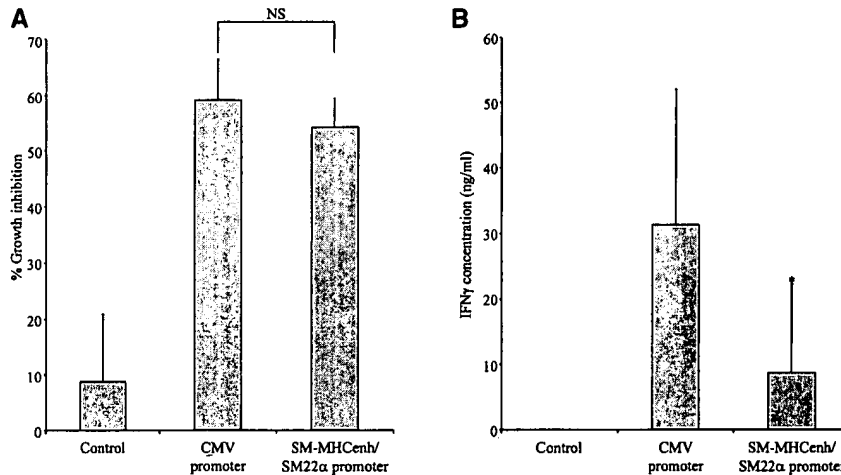 A
NS
% Growth inhibition
70
60
50
40
30
20
10
0
Control
CMV
promoter
SM-MHCenh/
SM22α promoter
B
IFNγ concentration (ng/ml)
60
50
40
30
20
10
0
*
Control
CMV
promoter
SM-MHCenh/
SM22α promoter